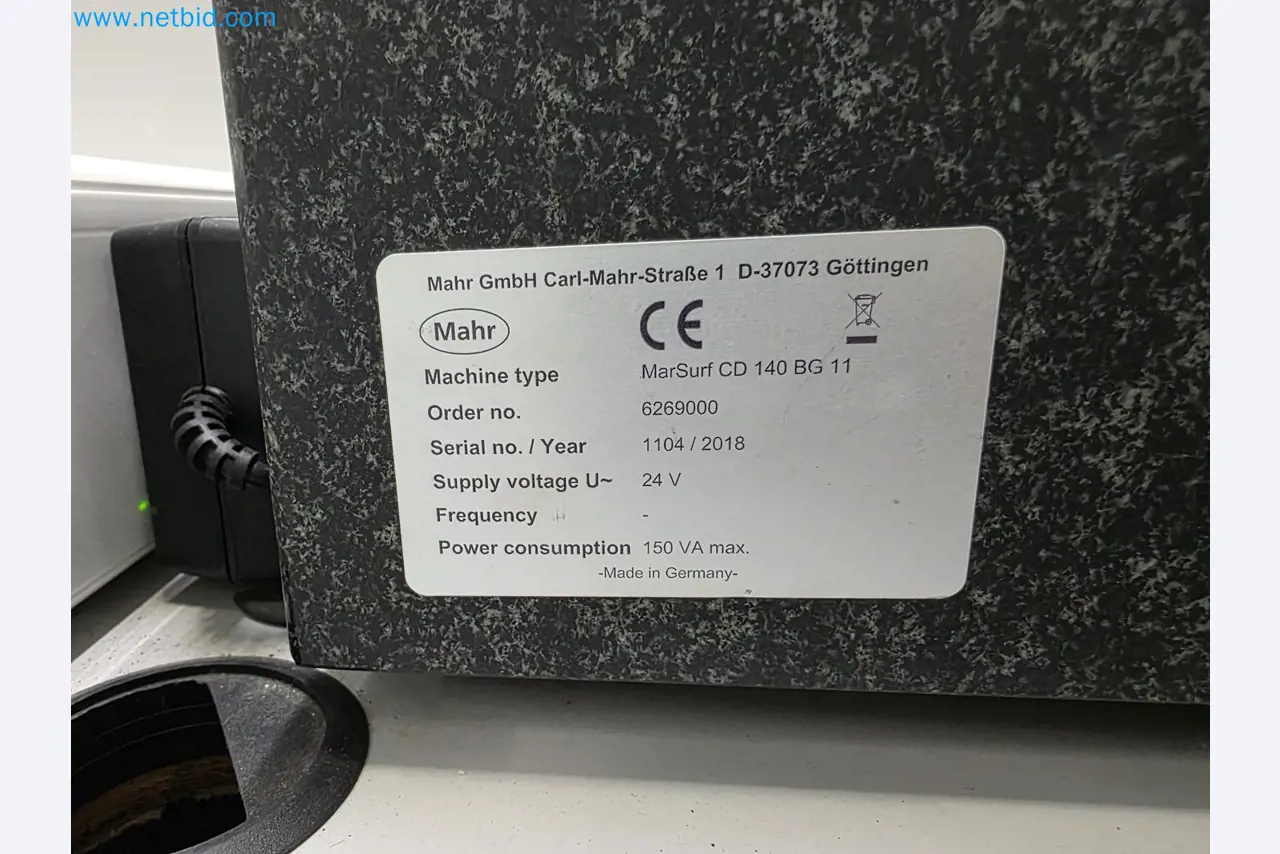 www.netbid.com
Mahr GmbH Carl-Mahr-Straße 1 D-37073 Göttingen
Mahr CE
Machine type MarSurf CD 140 BG 11
Order no. 6269000
Serial no. / Year 1104 / 2018
Supply voltage U~ 24 V
Frequency -
Power consumption 150 VA max.
-Made in Germany-